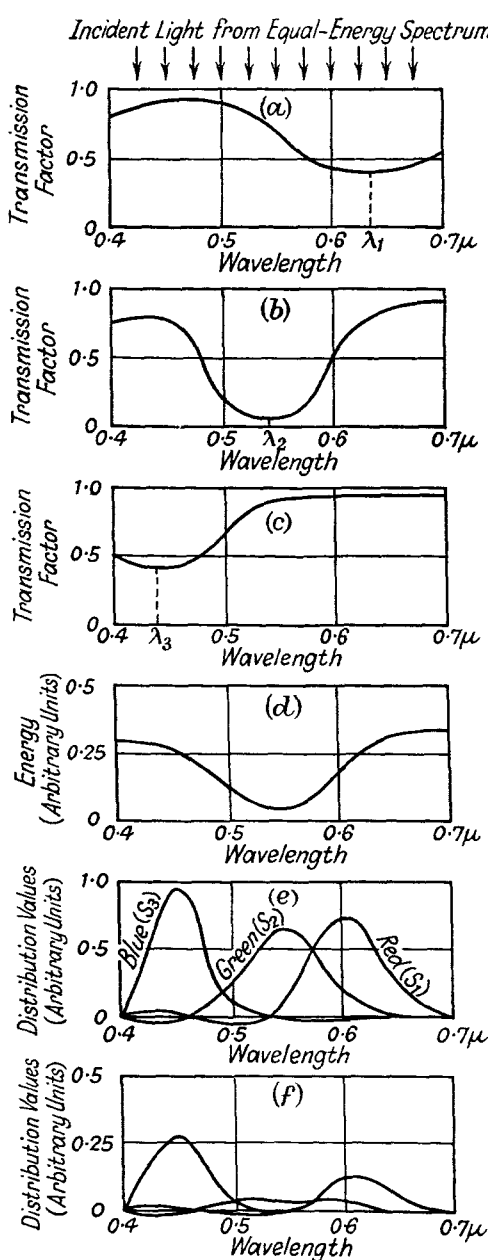 Incident Light from Equal-Energy Spectrum
(a)
Transmission
Factor
1.0
0.5
0
0.4
0.5
0.6
λ1
0.7μ
Wavelength
(b)
Transmission
Factor
1.0
0.5
0
0.4
0.5
λ2
0.6
0.7μ
Wavelength
(c)
Transmission
Factor
1.0
0.5
0
0.4
λ3
0.5
0.6
0.7μ
Wavelength
(d)
Energy
(Arbitrary Units)
0.5
0.25
0
0.4
0.5
0.6
0.7μ
Wavelength
(e)
Distribution Values
(Arbitrary Units)
1.0
0.5
0
Blue (S3)
Green (S2)
Red (S1)
0.4
0.5
0.6
0.7μ
Wavelength
(f)
Distribution Values
(Arbitrary Units)
0.5
0.25
0
0.4
0.5
0.6
0.7μ
Wavelength